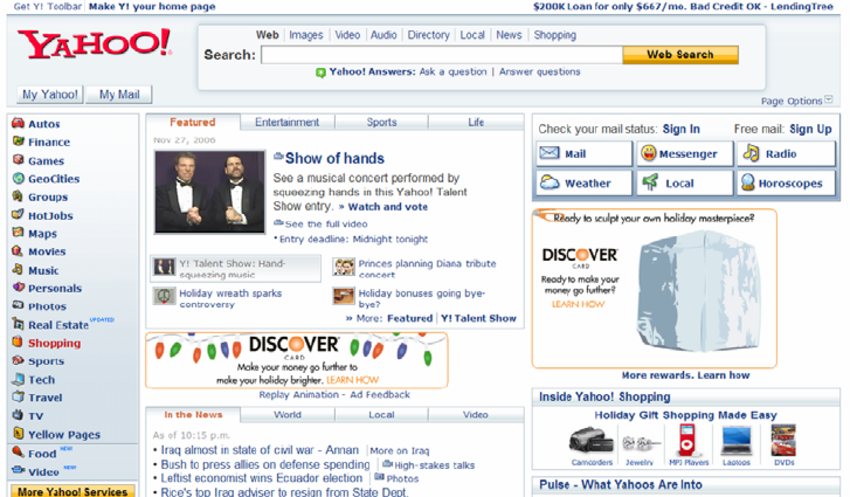 Get Y! Toolbar | Make Y! your home page
$200K Loan for only $667/mo. Bad Credit OK - LendingTree
YAHOO!
Web | Images | Video | Audio | Directory | Local | News | Shopping
Search: Web Search
Yahoo! Answers: Ask a question | Answer questions
My Yahoo! My Mail
Page Options
Autos
Finance
Games
GeoCities
Groups
HotJobs
Maps
Movies
Music
Personals
Photos
Real Estate UPDATED!
Shopping
Sports
Tech
Travel
TV
Yellow Pages
Food NEW!
Video NEW!
More Yahoo! Services
Featured Entertainment Sports Life
Nov 27, 2006
Show of hands
See a musical concert performed by
squeezing hands in this Yahoo! Talent
Show entry. » Watch and vote
See the full video
• Entry deadline: Midnight tonight
Y! Talent Show: Hand-
squeezing music
Princes planning Diana tribute
concert
Holiday wreath sparks
controversy
Holiday bonuses going bye-
bye?
» More: Featured | Y! Talent Show
DISCOVER
CARD
Make your money go further to
make your holiday brighter. LEARN HOW
Replay Animation - Ad Feedback
In the News World Local Video
As of 10:15 p.m.
• Iraq almost in state of civil war - Annan | More on Iraq
• Bush to press allies on defense spending | High-stakes talks
• Leftist economist wins Ecuador election | Photos
• Rice's top Iraq adviser to resign from State Dept.
Check your mail status: Sign In Free mail: Sign Up
Mail Messenger Radio
Weather Local Horoscopes
Ready to sculpt your own holiday masterpiece?
DISCOVER
CARD
Ready to make
your money
go further?
LEARN HOW
More rewards. Learn how
Inside Yahoo! Shopping
Holiday Gift Shopping Made Easy
Camcorders Jewelry MP3 Players Laptops DVDs
Pulse - What Yahoos Are Into